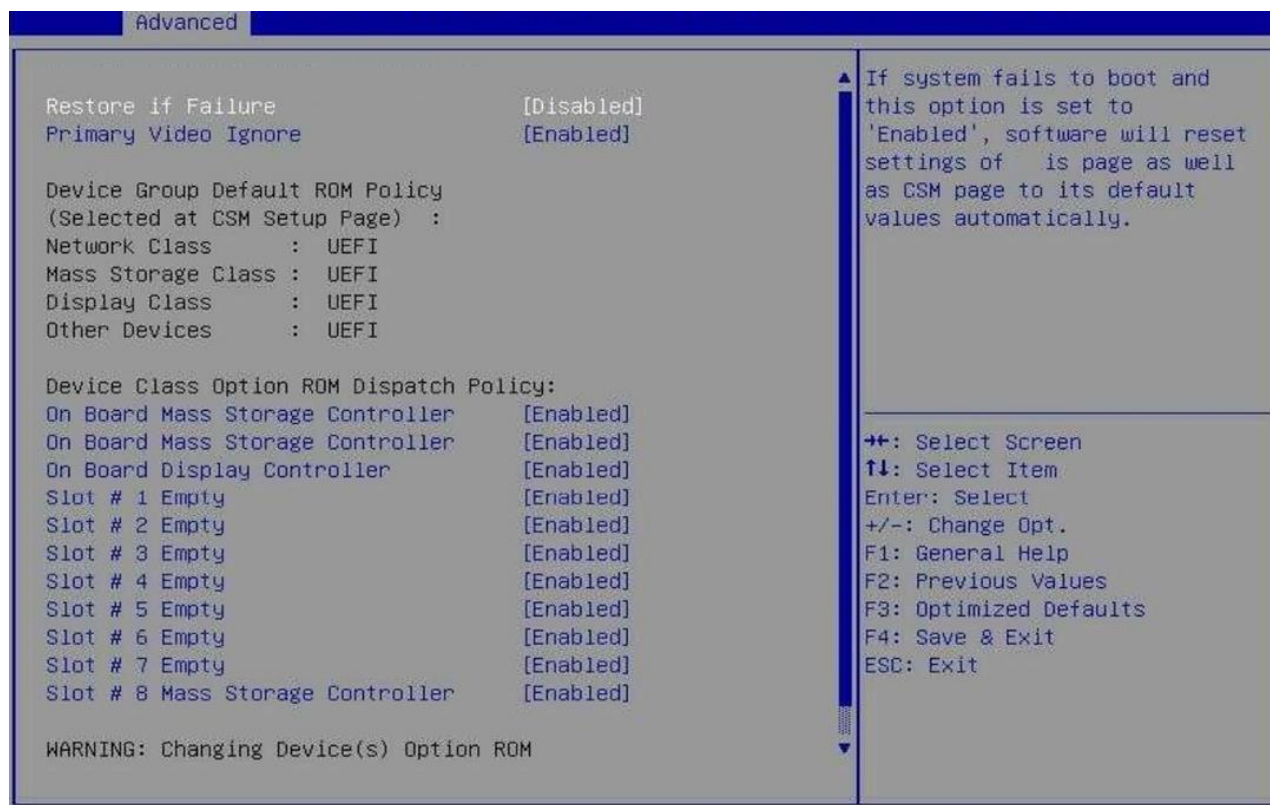 Advanced
Restore if Failure [Disabled]
Primary Video Ignore [Enabled]
Device Group Default ROM Policy
(Selected at CSM Setup Page) :
Network Class : UEFI
Mass Storage Class : UEFI
Display Class : UEFI
Other Devices : UEFI
Device Class Option ROM Dispatch Policy:
On Board Mass Storage Controller [Enabled]
On Board Mass Storage Controller [Enabled]
On Board Display Controller [Enabled]
Slot # 1 Empty [Enabled]
Slot # 2 Empty [Enabled]
Slot # 3 Empty [Enabled]
Slot # 4 Empty [Enabled]
Slot # 5 Empty [Enabled]
Slot # 6 Empty [Enabled]
Slot # 7 Empty [Enabled]
Slot # 8 Mass Storage Controller [Enabled]
WARNING: Changing Device(s) Option ROM
If system fails to boot and
this option is set to
'Enabled', software will reset
settings of is page as well
as CSM page to its default
values automatically.
→←: Select Screen
↑↓: Select Item
Enter: Select
+/-: Change Opt.
F1: General Help
F2: Previous Values
F3: Optimized Defaults
F4: Save & Exit
ESC: Exit